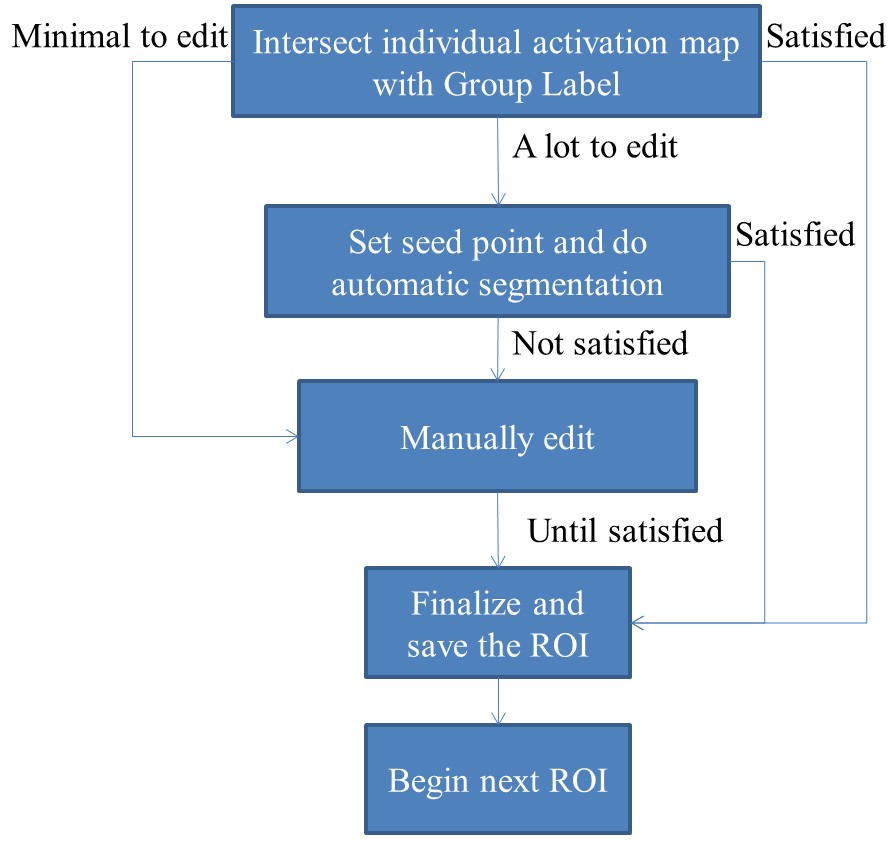 Minimal to edit
Intersect individual activation map
with Group Label
Satisfied
A lot to edit
Set seed point and do
automatic segmentation
Satisfied
Not satisfied
Manually edit
Until satisfied
Finalize and
save the ROI
Begin next ROI